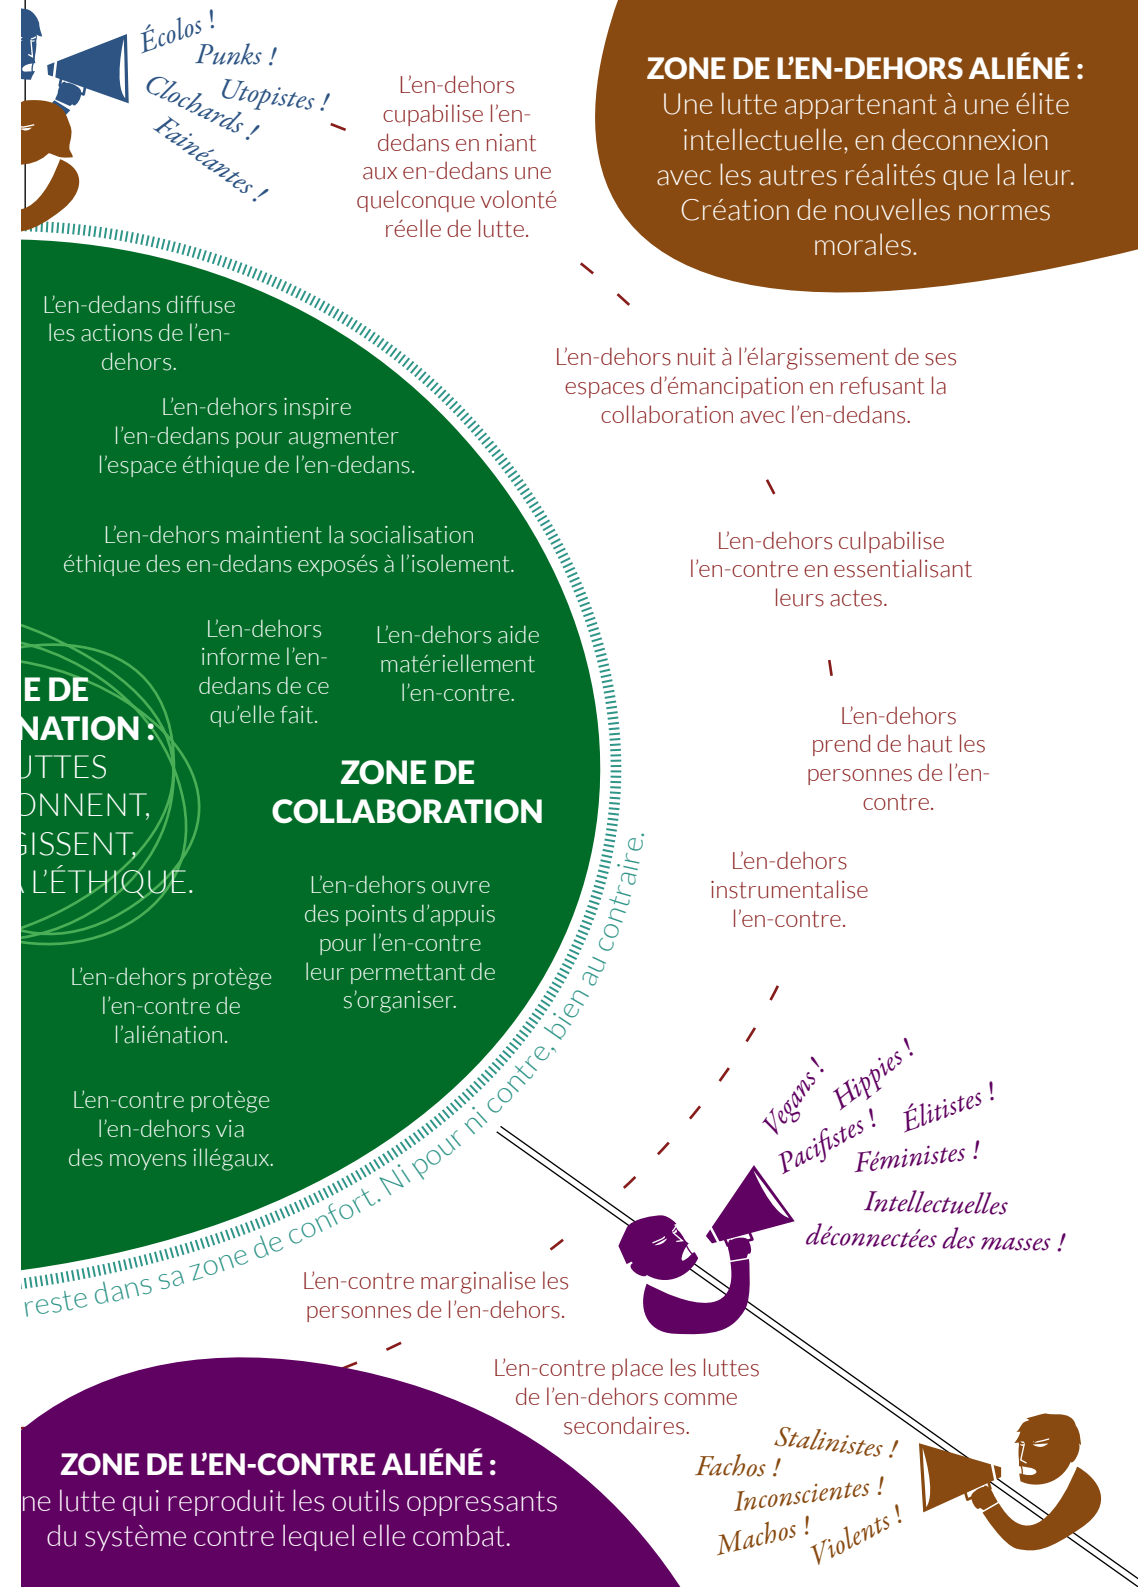 Écolos !
Punks !
Utopistes !
Clochards !
Fainéantes !
L'en-dehors
cupabilise l'en-
dedans en niant
aux en-dedans une
quelconque volonté
réelle de lutte.
ZONE DE L'EN-DEHORS ALIÉNÉ :
Une lutte appartenant à une élite
intellectuelle, en deconnexion
avec les autres réalités que la leur.
Création de nouvelles normes
morales.
L'en-dedans diffuse
les actions de l'en-
dehors.
L'en-dehors inspire
l'en-dedans pour augmenter
l'espace éthique de l'en-dedans.
L'en-dehors nuit à l'élargissement de ses
espaces d'émancipation en refusant la
collaboration avec l'en-dedans.
L'en-dehors maintient la socialisation
éthique des en-dedans exposés à l'isolement.
L'en-dehors culpabilise
l'en-contre en essentialisant
leurs actes.
L'en-dehors
informe l'en-
dedans de ce
qu'elle fait.
L'en-dehors aide
matériellement
l'en-contre.
E DE
NATION :
UTTES
ONNENT,
GISSENT,
L'ÉTHIQUE.
L'en-dehors
prend de haut les
personnes de l'en-
contre.
ZONE DE
COLLABORATION
L'en-dehors
instrumentalise
l'en-contre.
L'en-dehors ouvre
des points d'appuis
pour l'en-contre
leur permettant de
s'organiser.
L'en-dehors protège
l'en-contre de
l'aliénation.
L'en-contre protège
l'en-dehors via
des moyens illégaux.
reste dans sa zone de confort. Ni pour ni contre, bien au contraire.
Vegans !
Hippies !
Pacifistes !
Élitistes !
Féministes !
Intellectuelles
déconnectées des masses !
L'en-contre marginalise les
personnes de l'en-dehors.
L'en-contre place les luttes
de l'en-dehors comme
secondaires.
ZONE DE L'EN-CONTRE ALIÉNÉ :
ne lutte qui reproduit les outils oppressants
du système contre lequel elle combat.
Stalinistes !
Fachos !
Inconscientes !
Machos !
Violents !